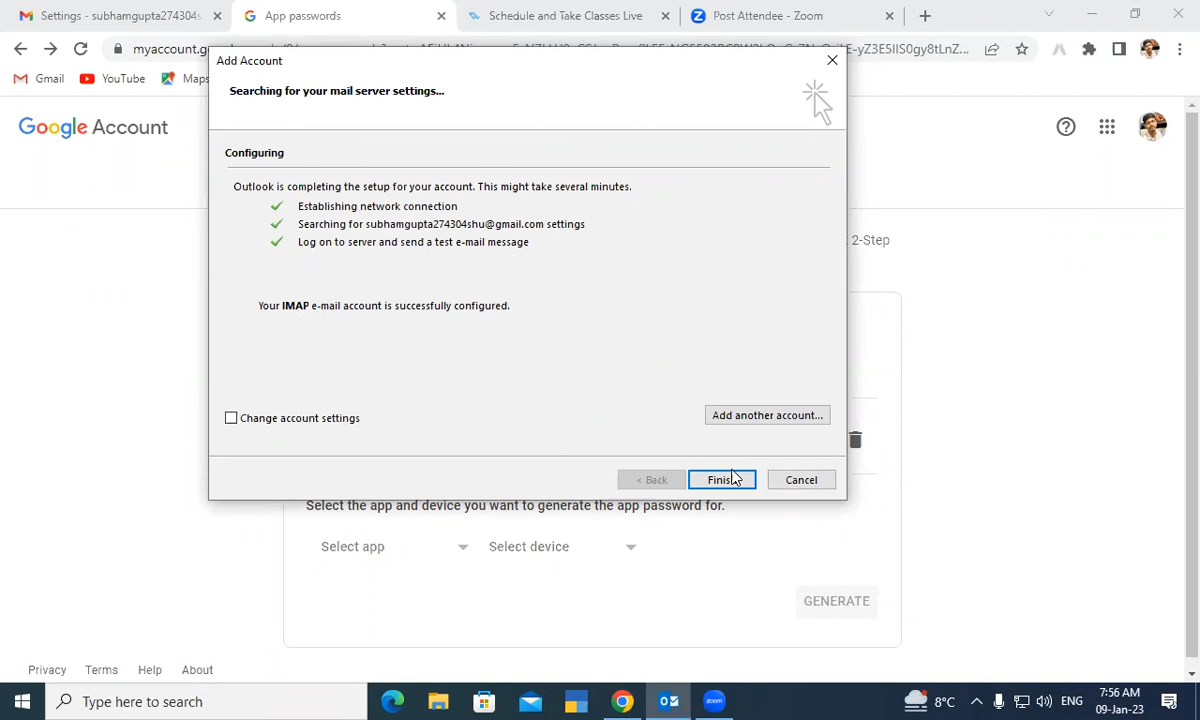 Settings - subhamgupta274304s
App passwords
Schedule and Take Classes Live
Post Attendee - Zoom
Gmail
YouTube
Maps
Add Account
Searching for your mail server settings...
Google Account
Configuring
Outlook is completing the setup for your account. This might take several minutes.
Establishing network connection
Searching for subhamgupta274304shu@gmail.com settings
Log on to server and send a test e-mail message
2-Step
Your IMAP e-mail account is successfully configured.
Change account settings
Add another account...
< Back
Finish
Cancel
Select the app and device you want to generate the app password for.
Select app
Select device
GENERATE
Privacy
Terms
Help
About
Type here to search
zoom
8°C
ENG
7:56 AM
09-Jan-23